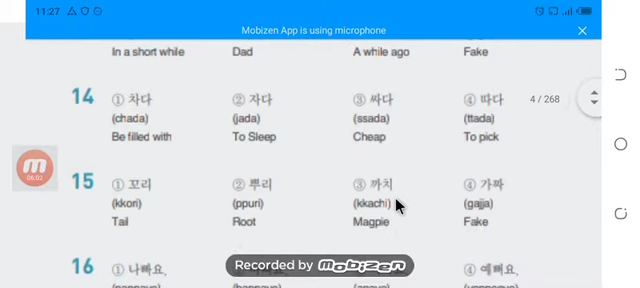 11:27
Mobizen App is using microphone
In a short while Dad A while ago Fake
14 ① 차다 ② 자다 ③ 싸다 ④ 따다
(chada) (jada) (ssada) (ttada)
Be filled with To Sleep Cheap To pick
4 / 268
06:02
15 ① 꼬리 ② 뿌리 ③ 까치 ④ 가짜
(kkori) (ppuri) (kkachi) (gajja)
Tail Root Magpie Fake
16 ① 나빠요, ④ 예뻐요,
Recorded by mobizen